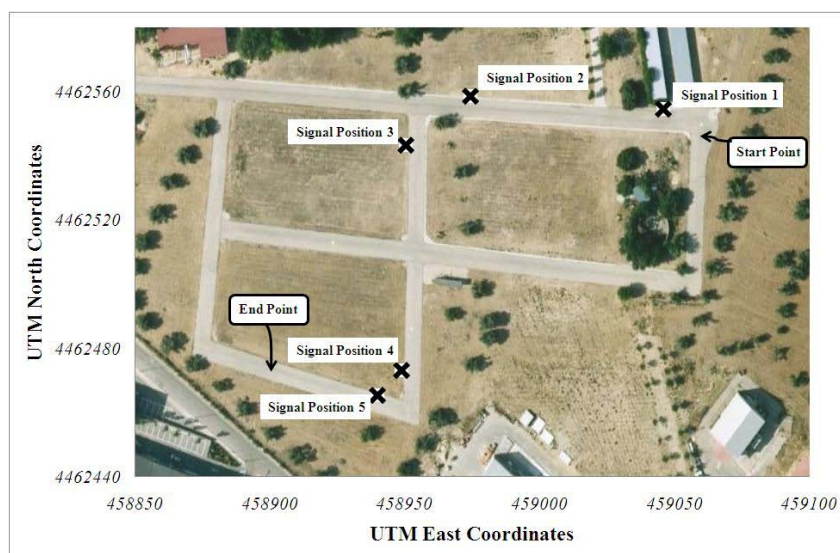 UTM North Coordinates
4462560
4462520
4462480
4462440
Signal Position 2
Signal Position 1
Signal Position 3
Start Point
End Point
Signal Position 4
Signal Position 5
458850 458900 458950 459000 459050 459100
UTM East Coordinates